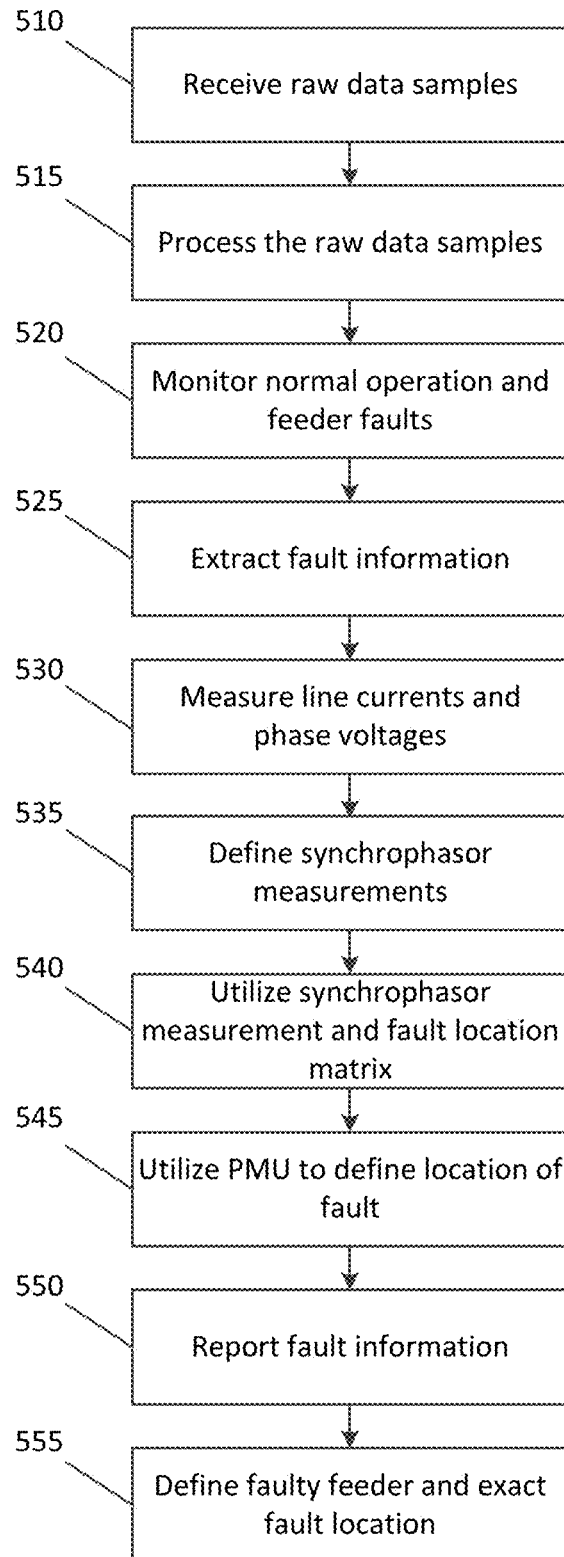 510
Receive raw data samples
515
Process the raw data samples
520
Monitor normal operation and
feeder faults
525
Extract fault information
530
Measure line currents and
phase voltages
535
Define synchrophasor
measurements
540
Utilize synchrophasor
measurement and fault location
matrix
545
Utilize PMU to define location of
fault
550
Report fault information
555
Define faulty feeder and exact
fault location